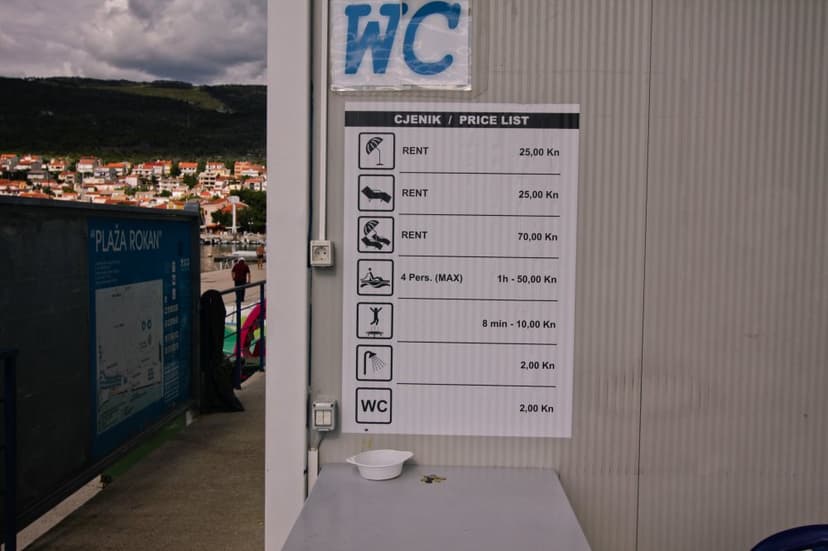 WC
CJENIK / PRICE LIST
RENT 25,00 Kn
RENT 25,00 Kn
RENT 70,00 Kn
4 Pers. (MAX) 1h - 50,00 Kn
8 min - 10,00 Kn
2,00 Kn
WC 2,00 Kn
"PLAŽA ROKAN"